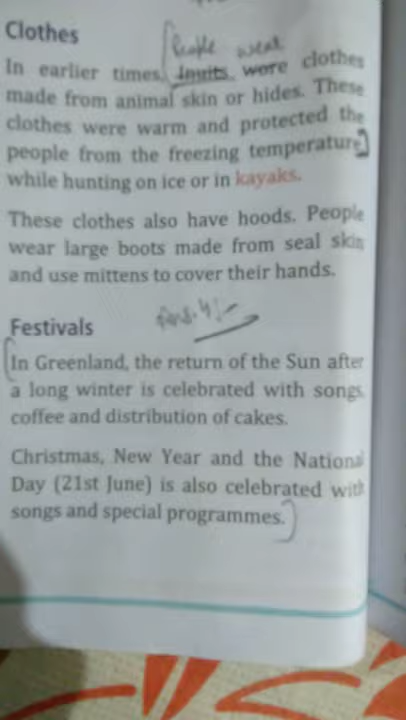 Clothes
People wear
In earlier times, Inuits wore clothes
made from animal skin or hides. These
clothes were warm and protected the
people from the freezing temperature
while hunting on ice or in kayaks.
These clothes also have hoods. People
wear large boots made from seal skin
and use mittens to cover their hands.
Ans.4:-
Festivals
In Greenland, the return of the Sun after
a long winter is celebrated with songs,
coffee and distribution of cakes.
Christmas, New Year and the National
Day (21st June) is also celebrated with
songs and special programmes.